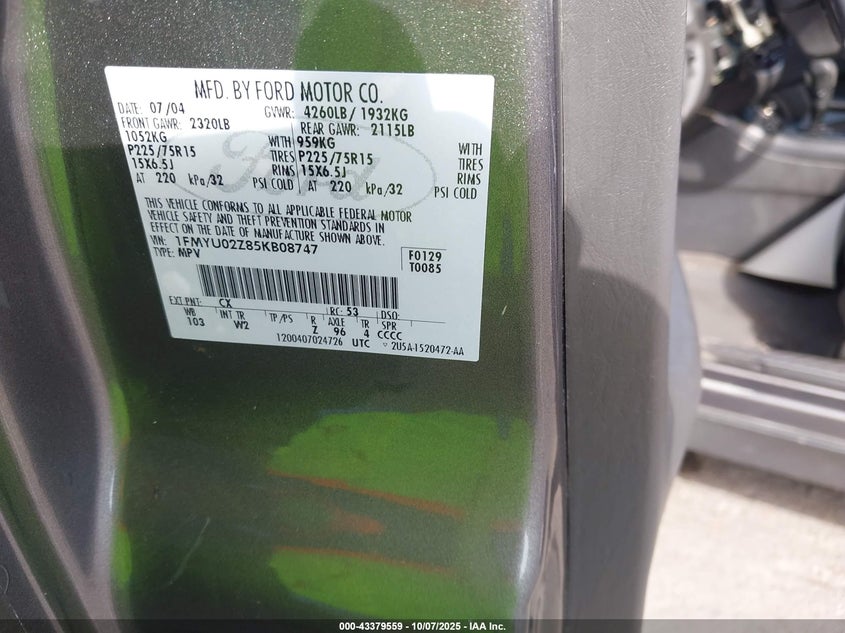 MFD. BY FORD MOTOR CO.
DATE: 07/04 GVWR: 4260LB/ 1932KG
FRONT GAWR: 2320LB REAR GAWR: 2115LB
1052KG WITH 959KG WITH
P225/75R15 TIRES P225/75R15 TIRES
15X6.5J RIMS 15X6.5J RIMS
AT 220 kPa/32 PSI COLD AT 220 kPa/32 PSI COLD
Ford
THIS VEHICLE CONFORMS TO ALL APPLICABLE FEDERAL MOTOR
VEHICLE SAFETY AND THEFT PREVENTION STANDARDS IN
EFFECT ON THE DATE OF MANUFACTURE SHOWN ABOVE.
VIN: 1FMYU02Z85KB08747 F0129
TYPE: MPV T0085
EXT PNT: CX RC: 53 DSO:
WB INT TR TP/PS R AXLE TR SPR
103 W2 Z 96 4 CCCC
1200407024726 UTC 2U5A-1520472-AA
000-43379559 - 10/07/2025 - IAA Inc.